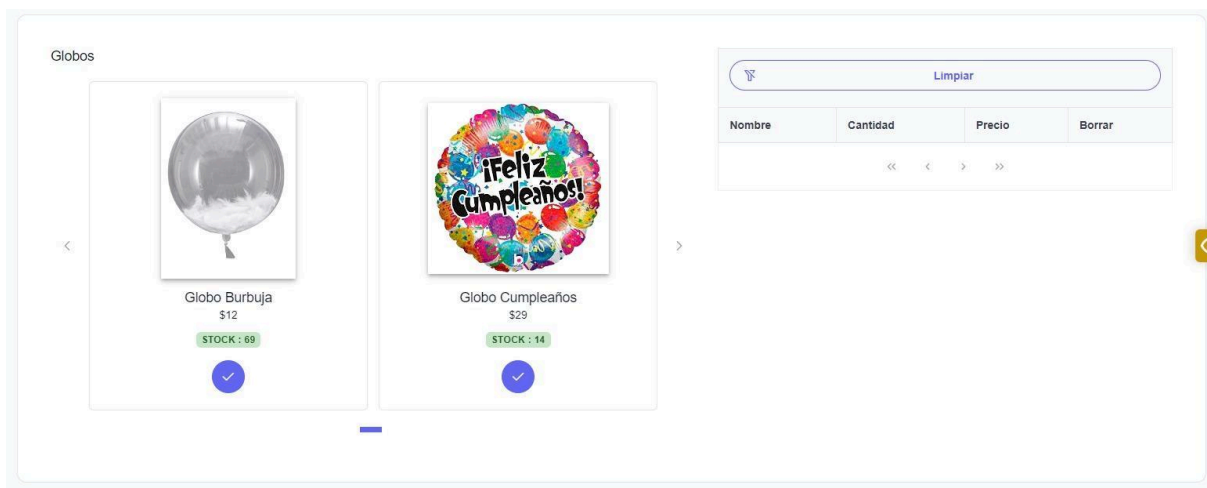 Globos
¡Feliz
Cumpleaños!
Globo Burbuja
$12
STOCK : 69
Globo Cumpleaños
$29
STOCK : 14
Limpiar
Nombre Cantidad Precio Borrar